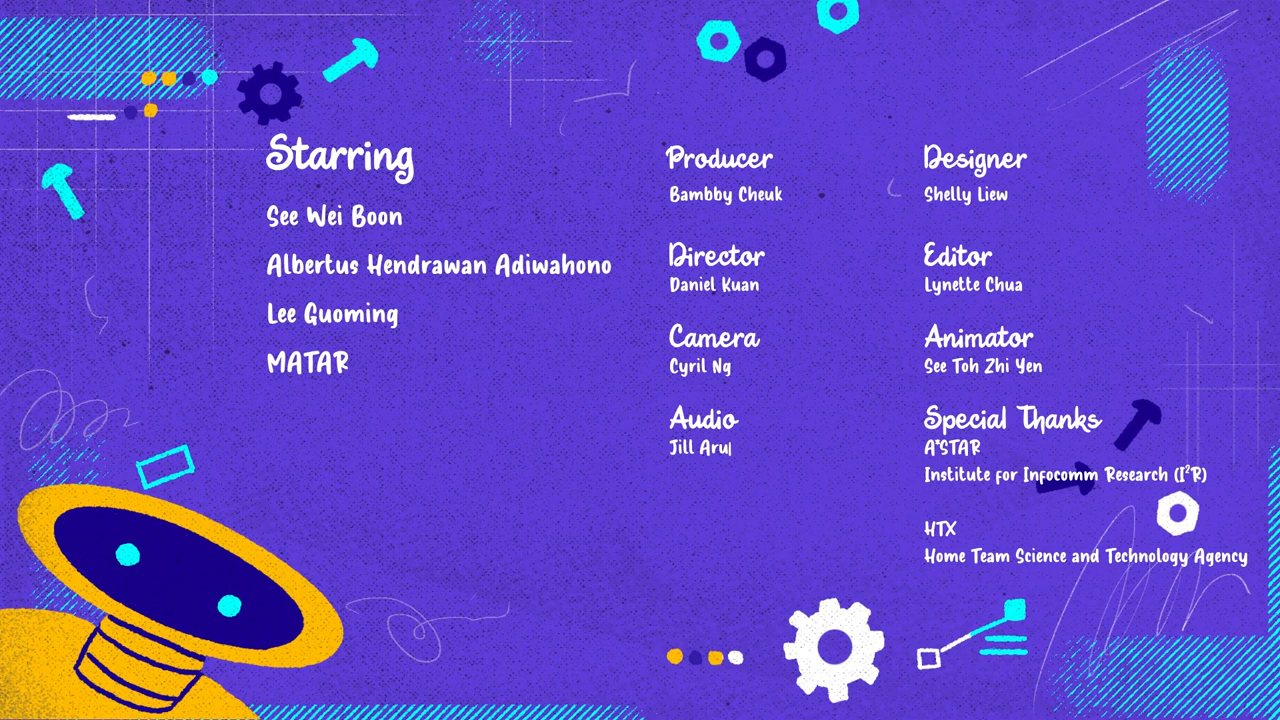 Starring
See Wei Boon
Albertus Hendrawan Adiwahono
Lee Guoming
MATAR
Producer
Bambby Cheuk
Director
Daniel Kuan
Camera
Cyril Ng
Audio
Jill Arul
Designer
Shelly Liew
Editor
Lynette Chua
Animator
See Toh Zhi Yen
Special Thanks
A*STAR
Institute for Infocomm Research (I²R)
HTX
Home Team Science and Technology Agency